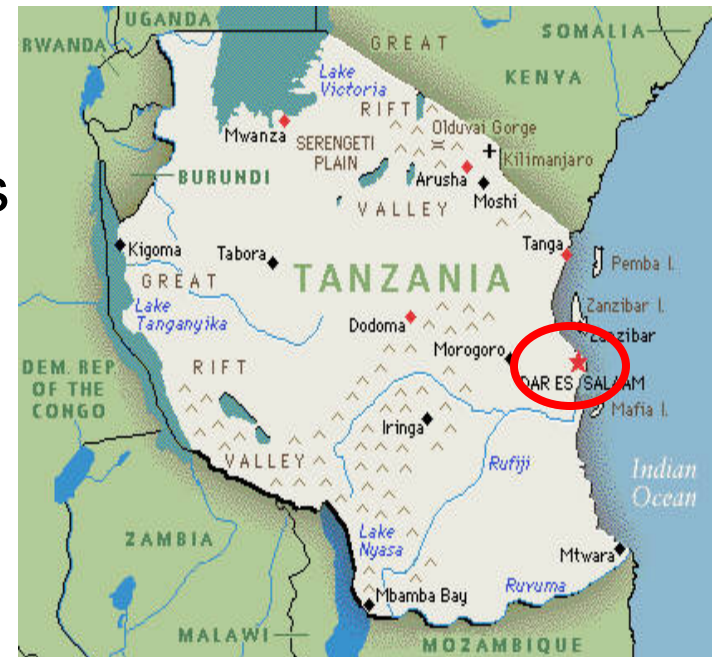 UGANDA
SOMALIA
RWANDA
GREAT
KENYA
Lake
Victoria
RIFT
Mwanza
Olduvai Gorge
SERENGETI
PLAIN
Kilimanjaro
Arusha
Moshi
BURUNDI
VALLEY
s
Kigoma
Tabora
Tanga
Pemba I.
GREAT
TANZANIA
Lake
Tanganyika
Zanzibar I.
Zanzibar
Dodoma
Morogoro
DEM. REP.
OF THE
CONGO
RIFT
DAR ES SALAAM
Mafia I.
Iringa
VALLEY
Rufiji
Indian
Ocean
ZAMBIA
Lake
Nyasa
Mtwara
Mbamba Bay
Ruvuma
MALAWI
MOZAMBIQUE